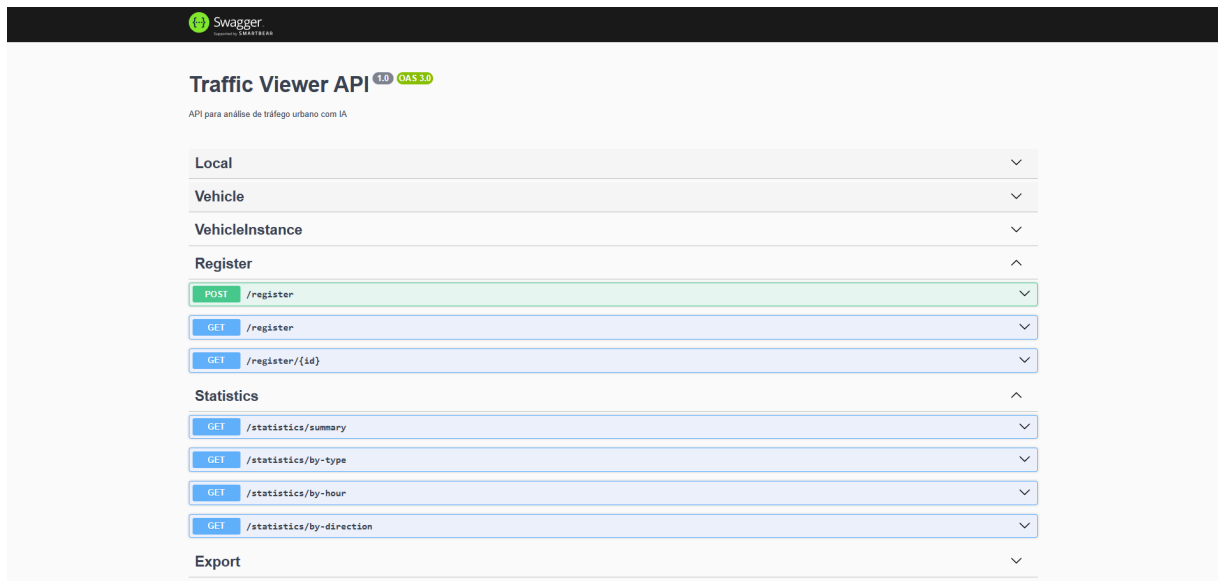 Swagger.
Supported by SMARTBEAR
Traffic Viewer API 1.0 OAS 3.0
API para análise de tráfego urbano com IA
Local
Vehicle
VehicleInstance
Register
POST /register
GET /register
GET /register/{id}
Statistics
GET /statistics/summary
GET /statistics/by-type
GET /statistics/by-hour
GET /statistics/by-direction
Export